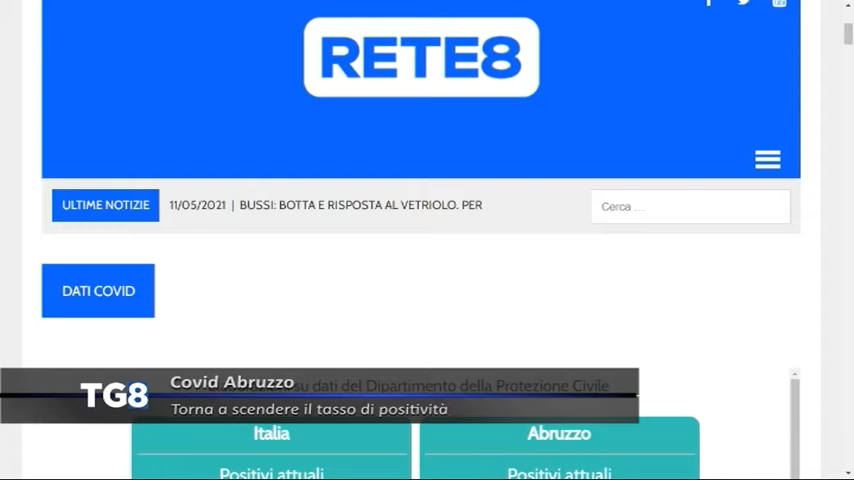 RETE8
ULTIME NOTIZIE 11/05/2021 | BUSSI: BOTTA E RISPOSTA AL VETRIOLO. PER Cerca ...
DATI COVID
su dati del Dipartimento della Protezione Civile
TG8
Covid Abruzzo
Torna a scendere il tasso di positività
Italia Abruzzo
Positivi attuali Positivi attuali